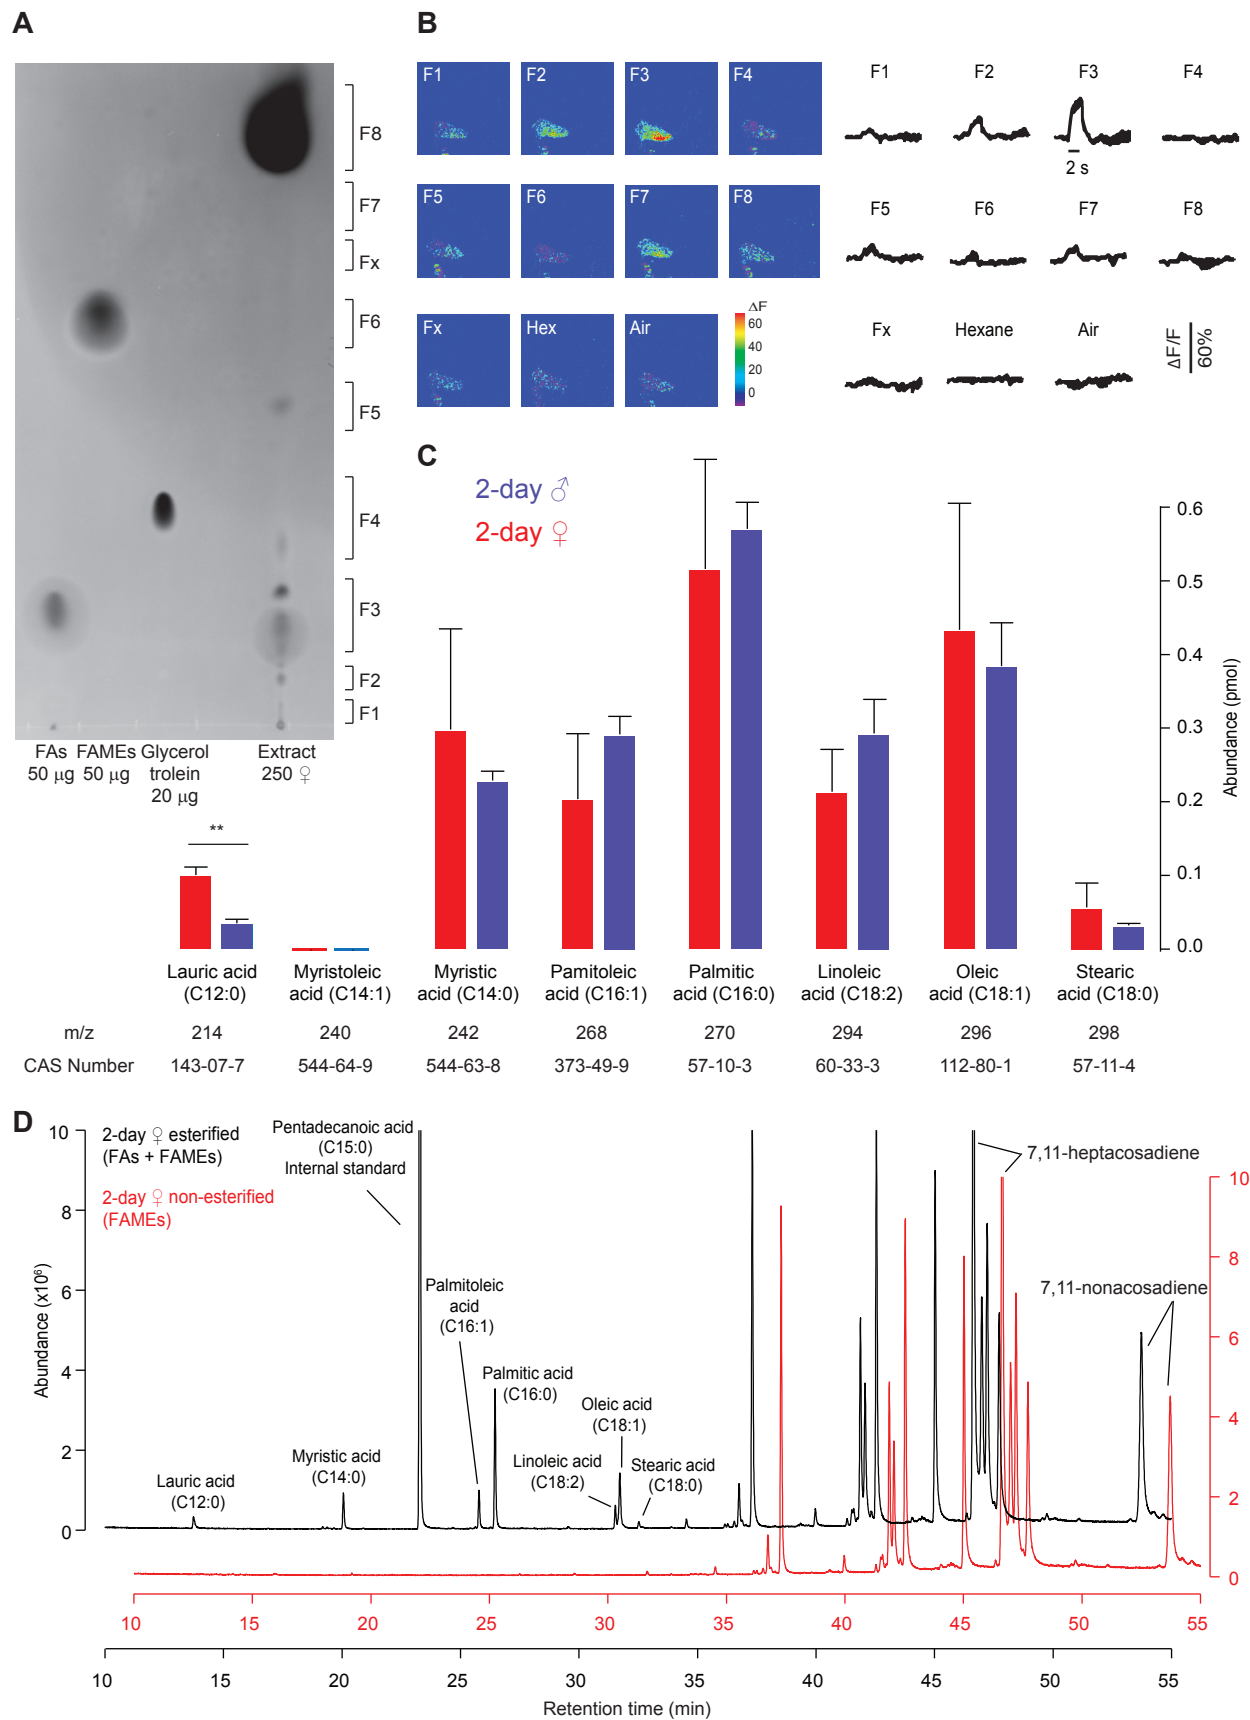 A
F8
F7
Fx
F6
F5
F4
F3
F2
F1
FAs FAMEs Glycerol Extract
50 µg 50 µg trolein 250 ♀
20 µg
B
F1 F2 F3 F4
F5 F6 F7 F8
Fx Hex Air
ΔF
60
40
20
0
F1 F2 F3 F4
2 s
F5 F6 F7 F8
Fx Hexane Air
ΔF/F
60%
C
2-day ♂
2-day ♀
**
0.6
0.5
0.4
0.3
0.2
0.1
0.0
Abundance (pmol)
Lauric acid Myristoleic Myristic Pamitoleic Palmitic Linoleic Oleic Stearic
(C12:0) acid (C14:1) acid (C14:0) acid (C16:1) acid (C16:0) acid (C18:2) acid (C18:1) acid (C18:0)
m/z 214 240 242 268 270 294 296 298
CAS Number 143-07-7 544-64-9 544-63-8 373-49-9 57-10-3 60-33-3 112-80-1 57-11-4
D
2-day ♀ esterified
(FAs + FAMEs)
2-day ♀ non-esterified
(FAMEs)
Pentadecanoic acid
(C15:0)
Internal standard
Palmitoleic
acid
(C16:1)
Palmitic acid
(C16:0)
Oleic acid
(C18:1)
Myristic acid
(C14:0)
Linoleic acid
(C18:2)
Stearic acid
(C18:0)
Lauric acid
(C12:0)
7,11-heptacosadiene
7,11-nonacosadiene
Abundance (x10⁶)
10
8
6
4
2
0
10
8
6
4
2
0
10 15 20 25 30 35 40 45 50 55
10 15 20 25 30 35 40 45 50 55
Retention time (min)